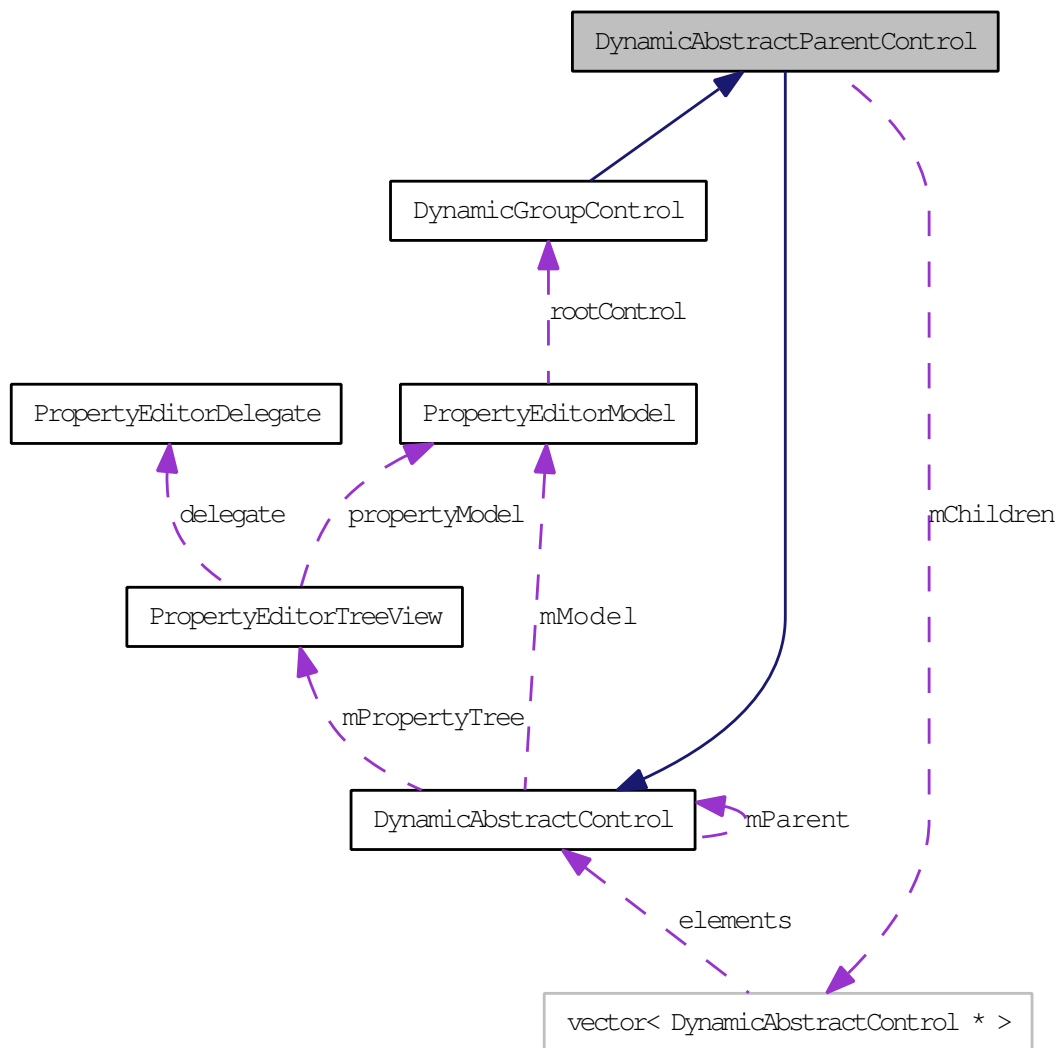 DynamicAbstractParentControl
DynamicGroupControl
rootControl
PropertyEditorDelegate
PropertyEditorModel
delegate
propertyModel
mChildren
PropertyEditorTreeView
mModel
mPropertyTree
DynamicAbstractControl
mParent
elements
vector< DynamicAbstractControl * >